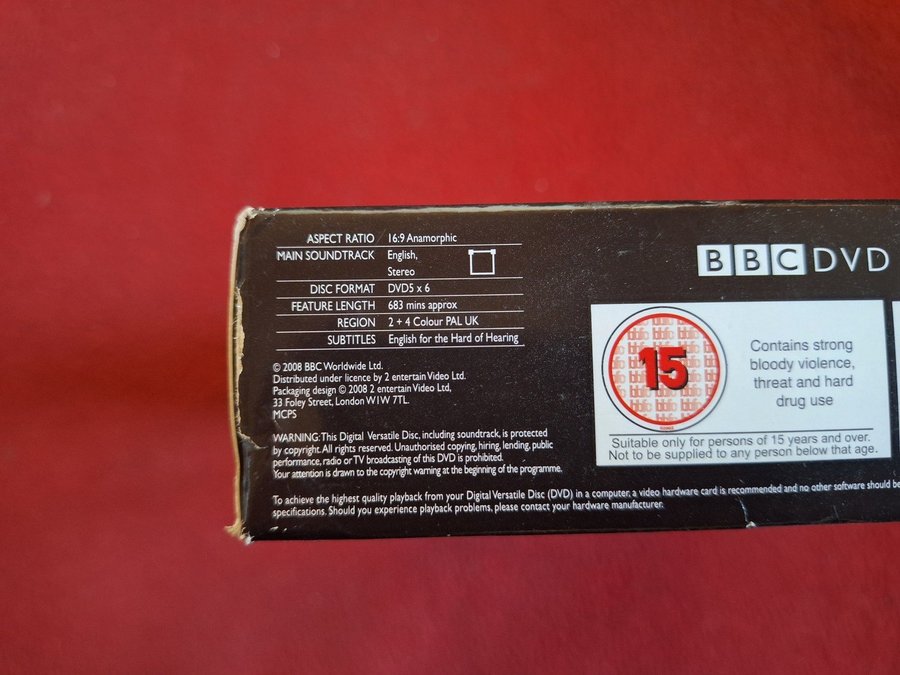 ASPECT RATIO 16:9 Anamorphic
MAIN SOUNDTRACK English,
Stereo
DISC FORMAT DVD5 x 6
FEATURE LENGTH 683 mins approx
REGION 2 + 4 Colour PAL UK
SUBTITLES English for the Hard of Hearing
© 2008 BBC Worldwide Ltd.
Distributed under licence by 2 entertain Video Ltd.
Packaging design © 2008 2 entertain Video Ltd,
33 Foley Street, London W1W 7TL.
MCPS
WARNING: This Digital Versatile Disc, including soundtrack, is protected
by copyright. All rights reserved. Unauthorised copying, hiring, lending, public
performance, radio or TV broadcasting of this DVD is prohibited.
Your attention is drawn to the copyright warning at the beginning of the programme.
To achieve the highest quality playback from your Digital Versatile Disc (DVD) in a computer, a video hardware card is recommended and no other software should be
specifications. Should you experience playback problems, please contact your hardware manufacturer.
BBC DVD
15
Contains strong
bloody violence,
threat and hard
drug use
Suitable only for persons of 15 years and over.
Not to be supplied to any person below that age.